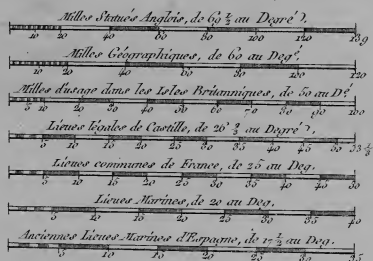 Milles Statués Anglois, de 69 1/2 au Degré.
10 20 40 60 80 100 120 139
Milles Géographiques, de 60 au Deg.
10 20 40 60 80 100 120
Milles d'usage dans les Isles Britanniques, de 50 au D.
5 10 20 30 40 50 60 70 80 90 100
Lieues légales de Castille, de 26 2/3 au Degré.
5 10 15 20 25 30 35 40 45 50 53 1/3
Lieues communes de France, de 25 au Deg.
5 10 15 20 25 30 35 40 45 50
Lieues Marines, de 20 au Deg.
5 10 15 20 25 30 35 40
Anciennes Lieues Marines d'Espagne, de 17 1/2 au Deg.
5 10 15 20 25 30 35